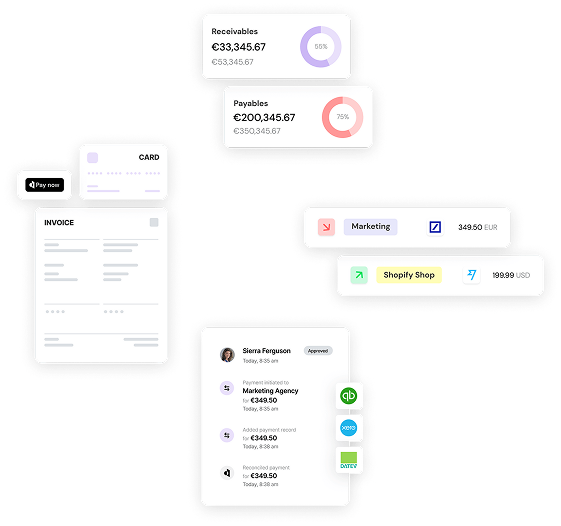 Receivables
€33,345.67
€53,345.67
55%
Payables
€200,345.67
€350,345.67
75%
CARD
Pay now
INVOICE
Marketing
349.50 EUR
Shopify Shop
199.99 USD
Sierra Ferguson
Approved
Today, 8:35 am
Payment initiated to
Marketing Agency
for €349.50
Today, 8:35 am
Added payment record
for €349.50
Today, 8:38 am
Reconciled payment
for €349.50
Today, 8:38 am
qb
xero
DATEV